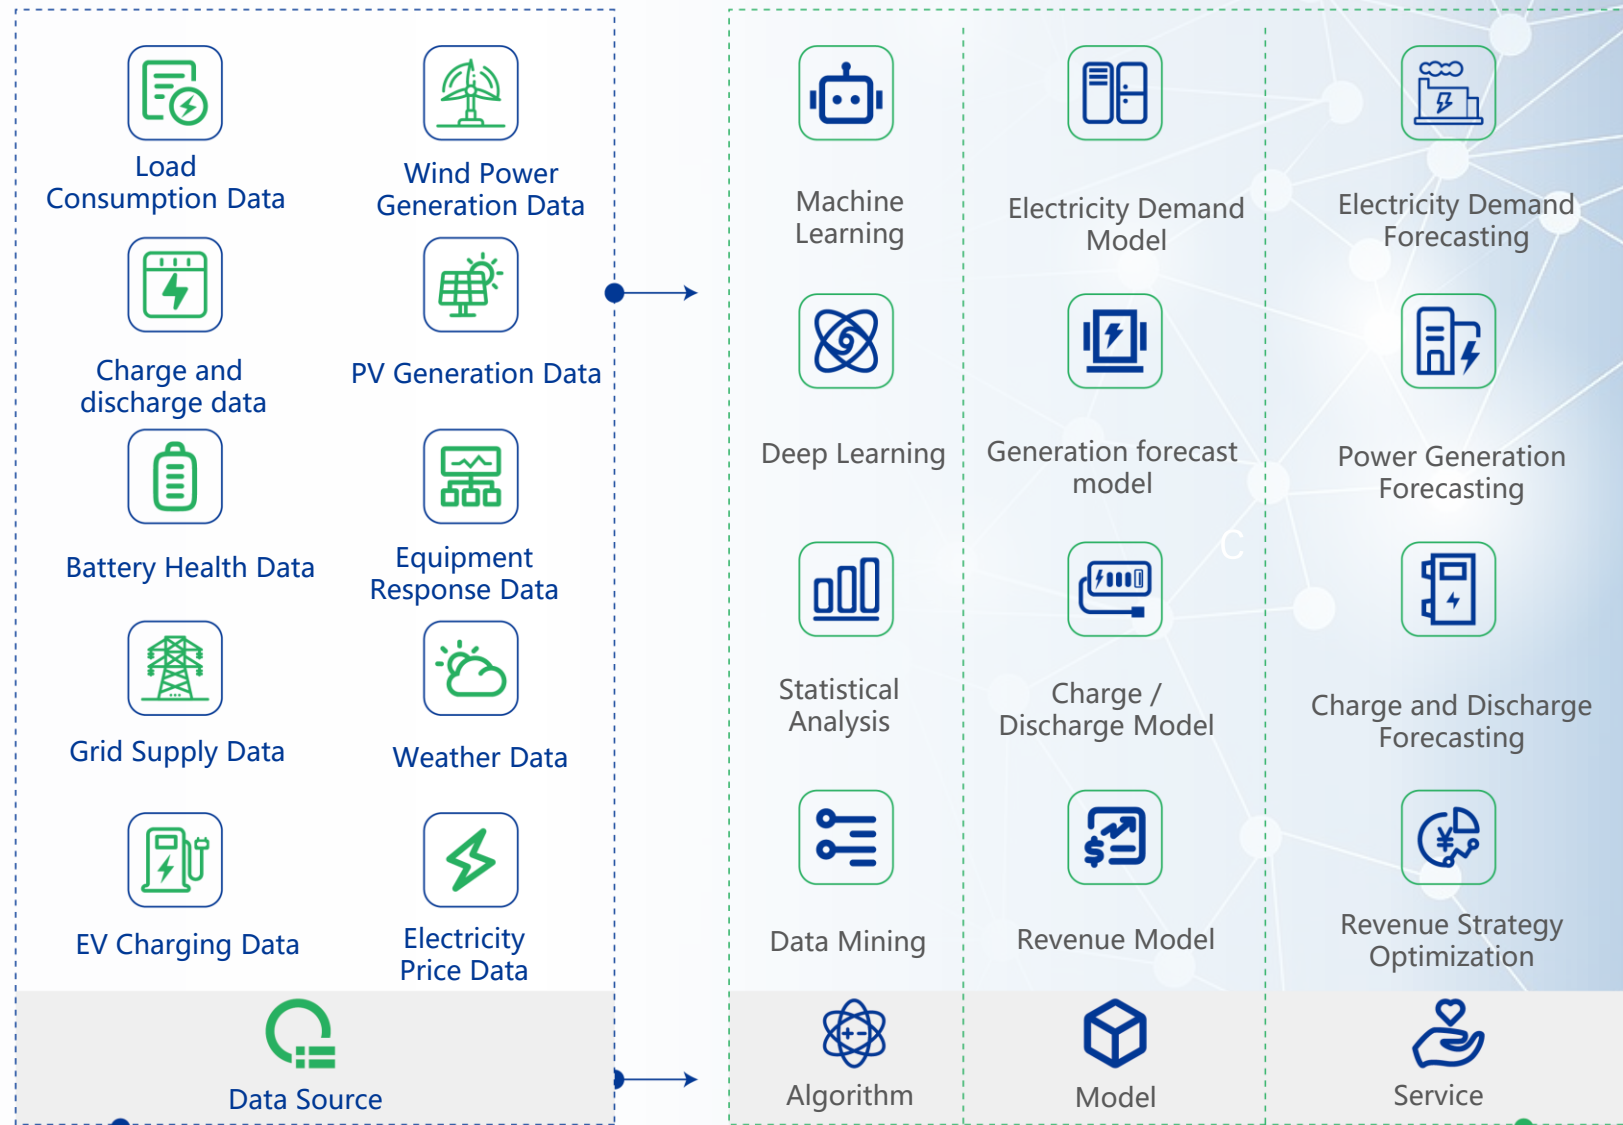 Load
Consumption Data
Wind Power
Generation Data
Charge and
discharge data
PV Generation Data
Battery Health Data
Equipment
Response Data
Grid Supply Data
Weather Data
EV Charging Data
Electricity
Price Data
Data Source
Machine
Learning
Electricity Demand
Model
Electricity Demand
Forecasting
Deep Learning
Generation forecast
model
Power Generation
Forecasting
C
Statistical
Analysis
Charge /
Discharge Model
Charge and Discharge
Forecasting
Data Mining
Revenue Model
Revenue Strategy
Optimization
Algorithm
Model
Service